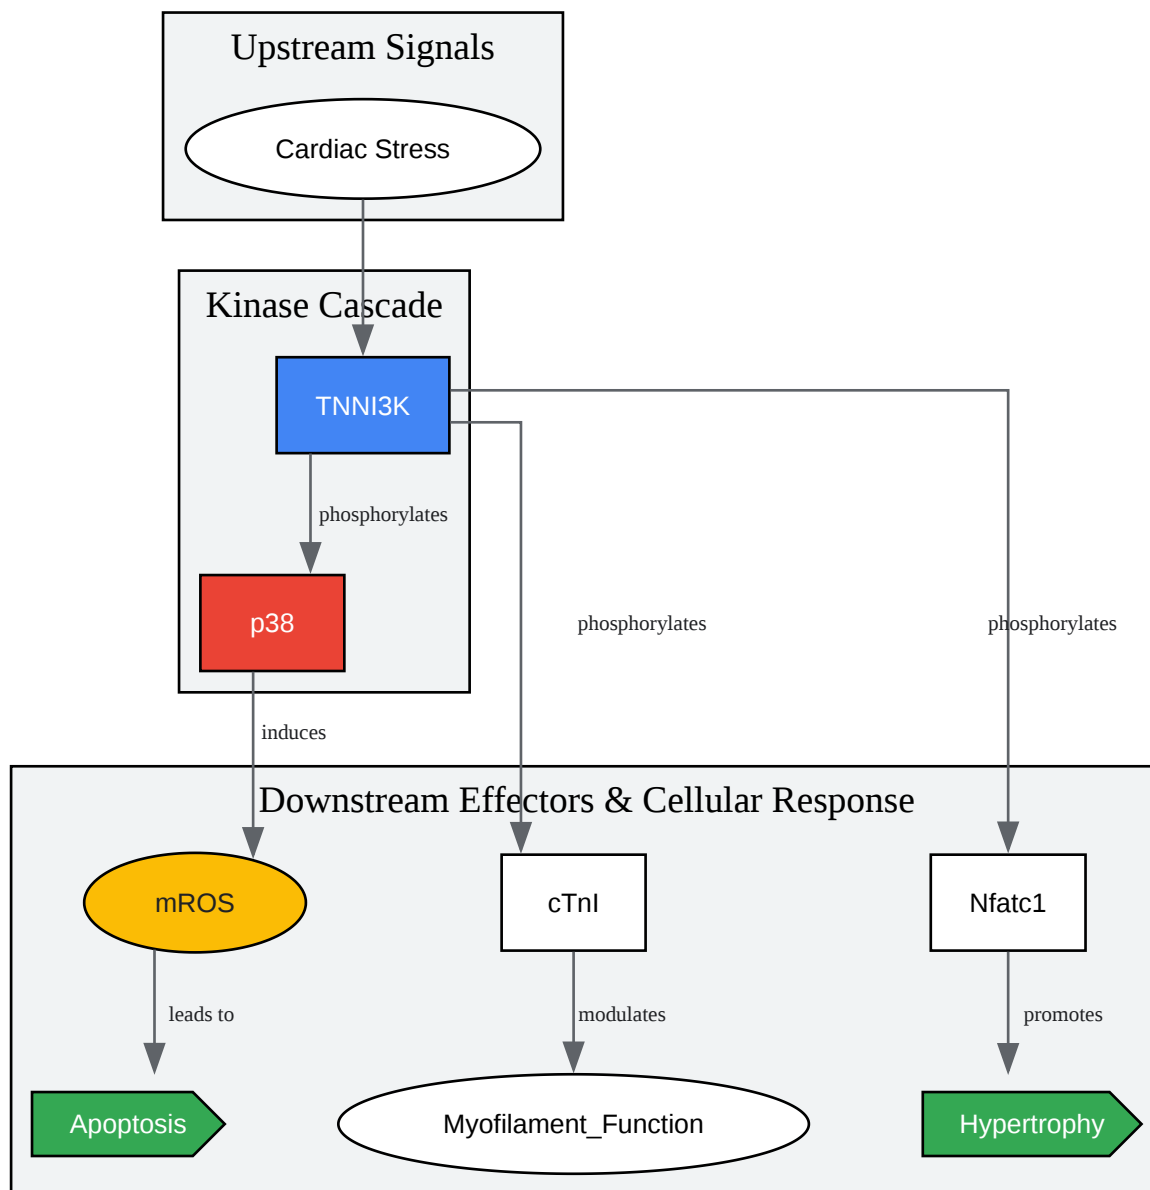 Upstream Signals
Cardiac Stress
Kinase Cascade
TNNI3K
phosphorylates
p38
phosphorylates
phosphorylates
induces
Downstream Effectors & Cellular Response
mROS
cTnI
Nfatc1
leads to
modulates
promotes
Apoptosis
Myofilament_Function
Hypertrophy